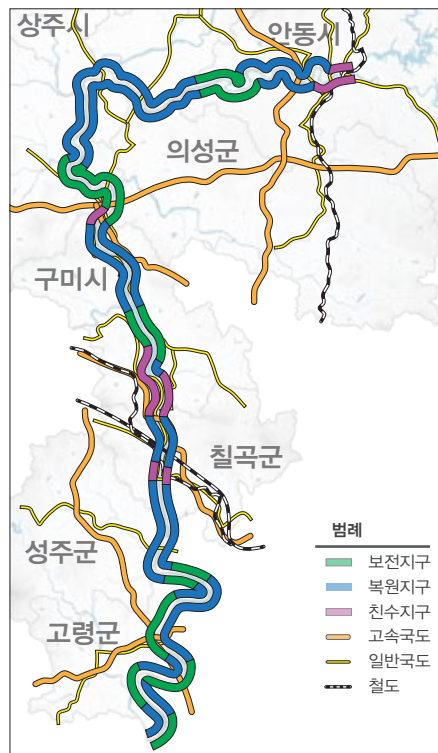 상주시
안동시
의성군
구미시
칠곡군
성주군
고령군
범례
보전지구
복원지구
친수지구
고속국도
일반국도
철도